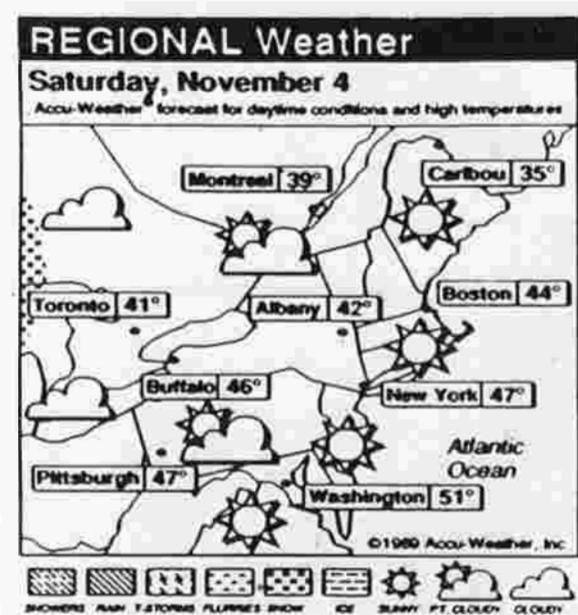 REGIONAL Weather
Saturday, November 4
Accu-Weather forecast for daytime conditions and high temperatures
Montreal 39°
Caribou 35°
Toronto 41°
Albany 42°
Boston 44°
Buffalo 46°
New York 47°
Atlantic
Ocean
Pittsburgh 47°
Washington 51°
©1989 Accu-Weather, Inc
SHOWERS RAIN T-STORMS FLURRIES SNOW ICE SUNNY PT. CLOUDY CLOUDY